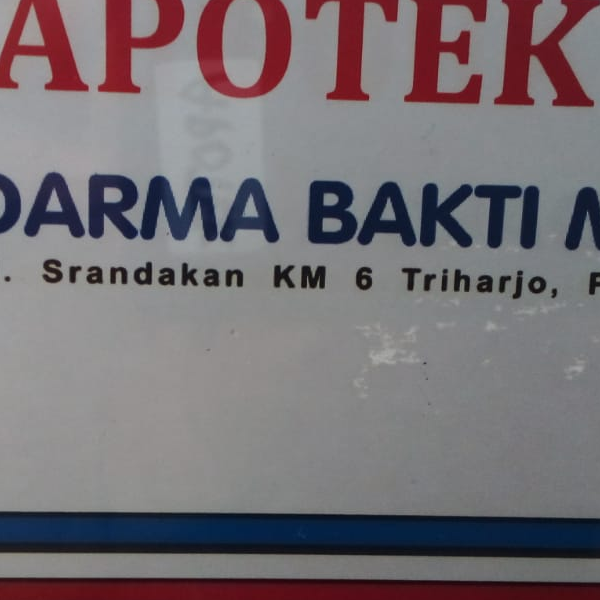 APOTEK
DARMA BAKTI
. Srandakan KM 6 Triharjo,